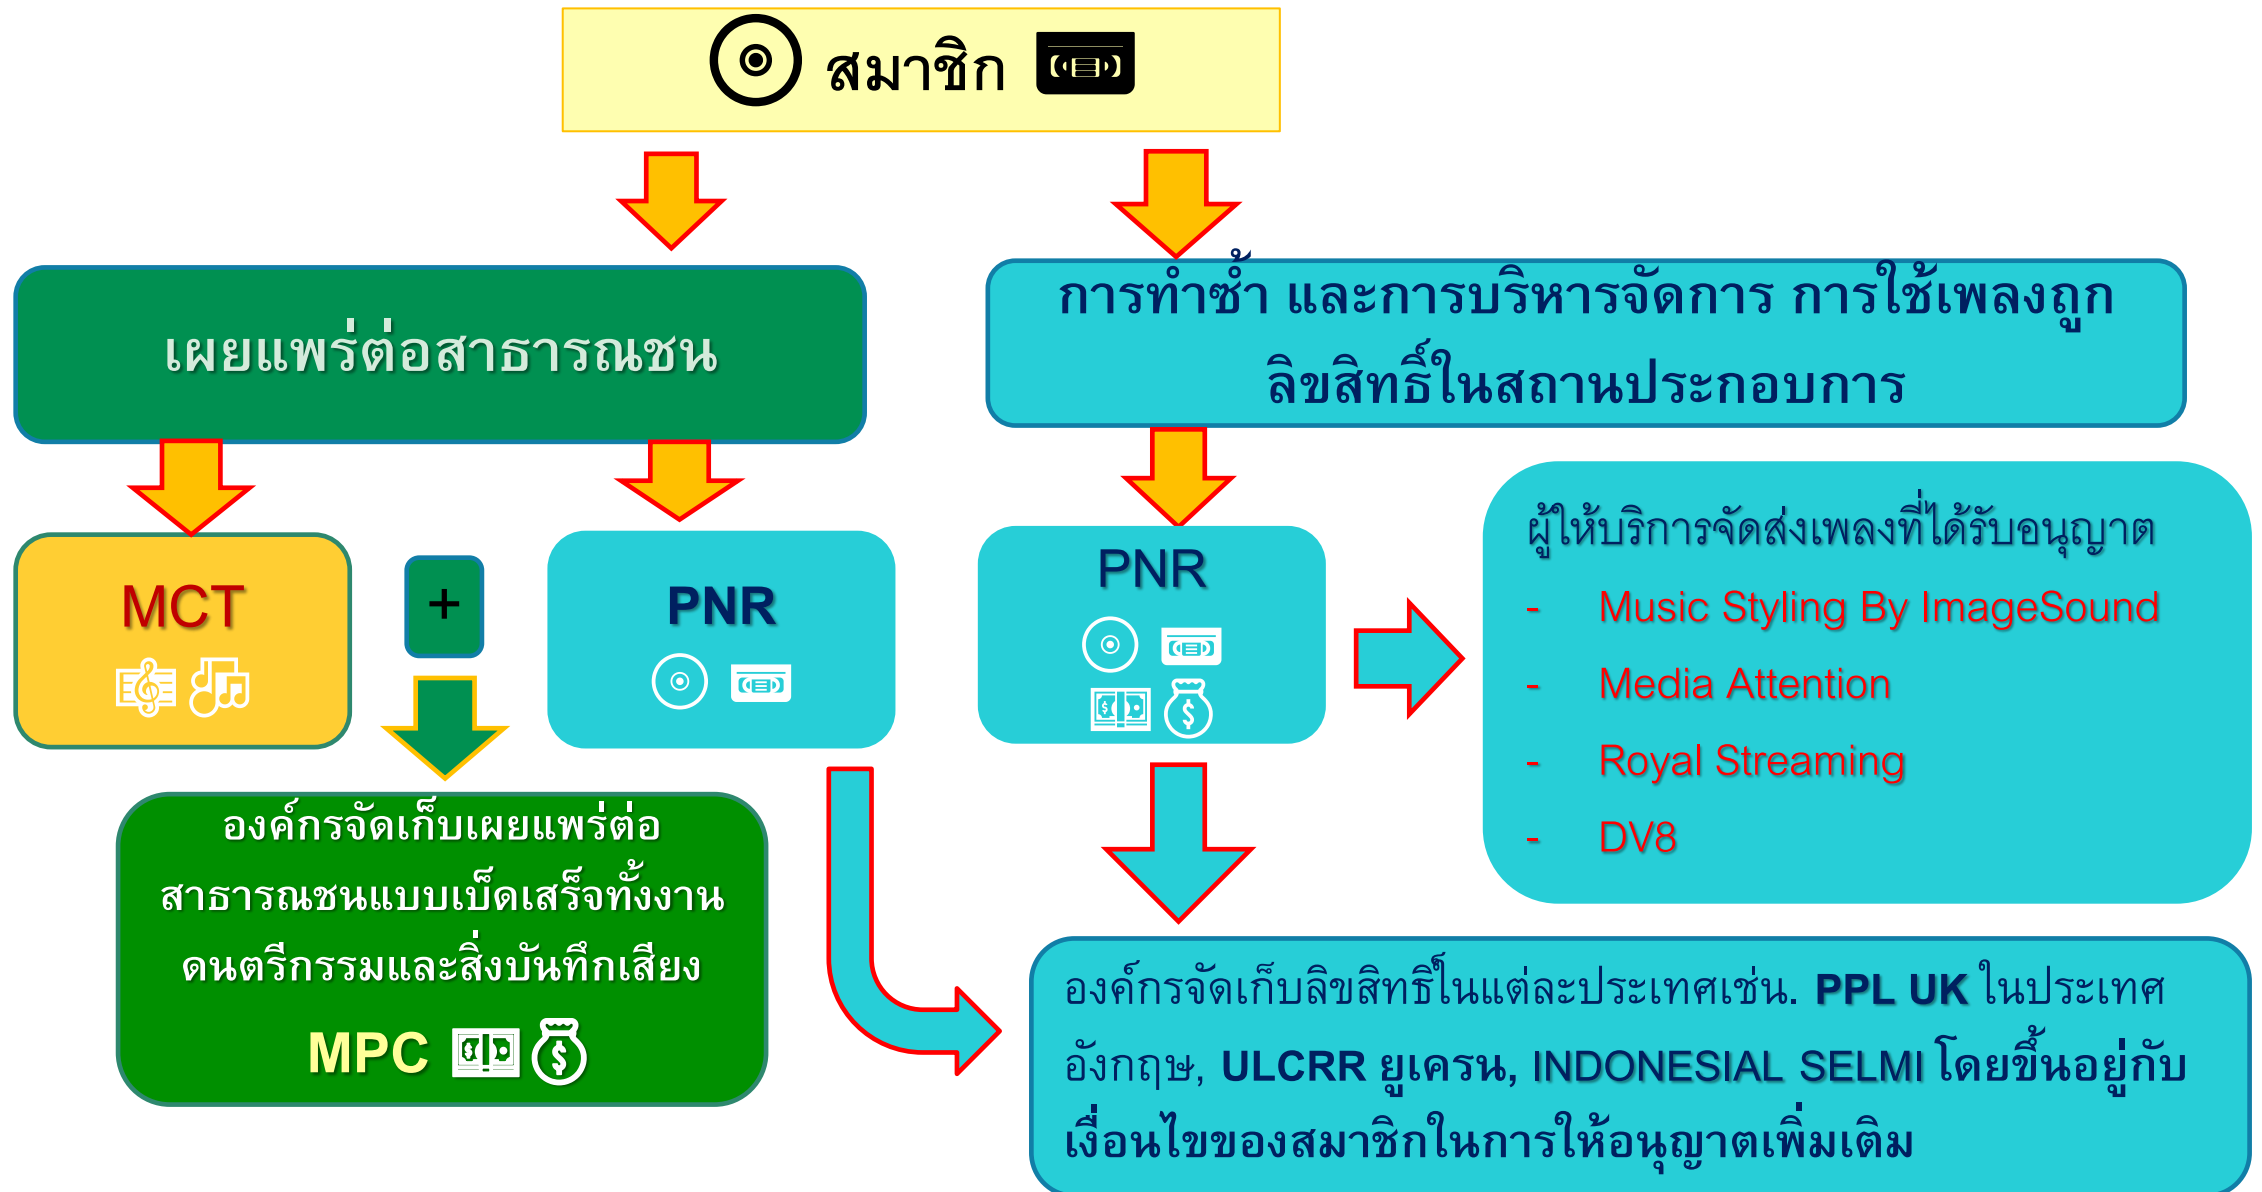 สมาชิก
เผยแพร่ต่อสาธารณชน
การทำซ้ำ และการบริหารจัดการ การใช้เพลงถูก
ลิขสิทธิ์ในสถานประกอบการ
MCT
+
PNR
PNR
ผู้ให้บริการจัดส่งเพลงที่ได้รับอนุญาต
- Music Styling By ImageSound
- Media Attention
- Royal Streaming
- DV8
องค์กรจัดเก็บเผยแพร่ต่อ
สาธารณชนแบบเบ็ดเสร็จทั้งงาน
ดนตรีกรรมและสิ่งบันทึกเสียง
MPC
องค์กรจัดเก็บลิขสิทธิ์ในแต่ละประเทศเช่น. PPL UK ในประเทศ
อังกฤษ, ULCRR ยูเครน, INDONESIAL SELMI โดยขึ้นอยู่กับ
เงื่อนไขของสมาชิกในการให้อนุญาตเพิ่มเติม